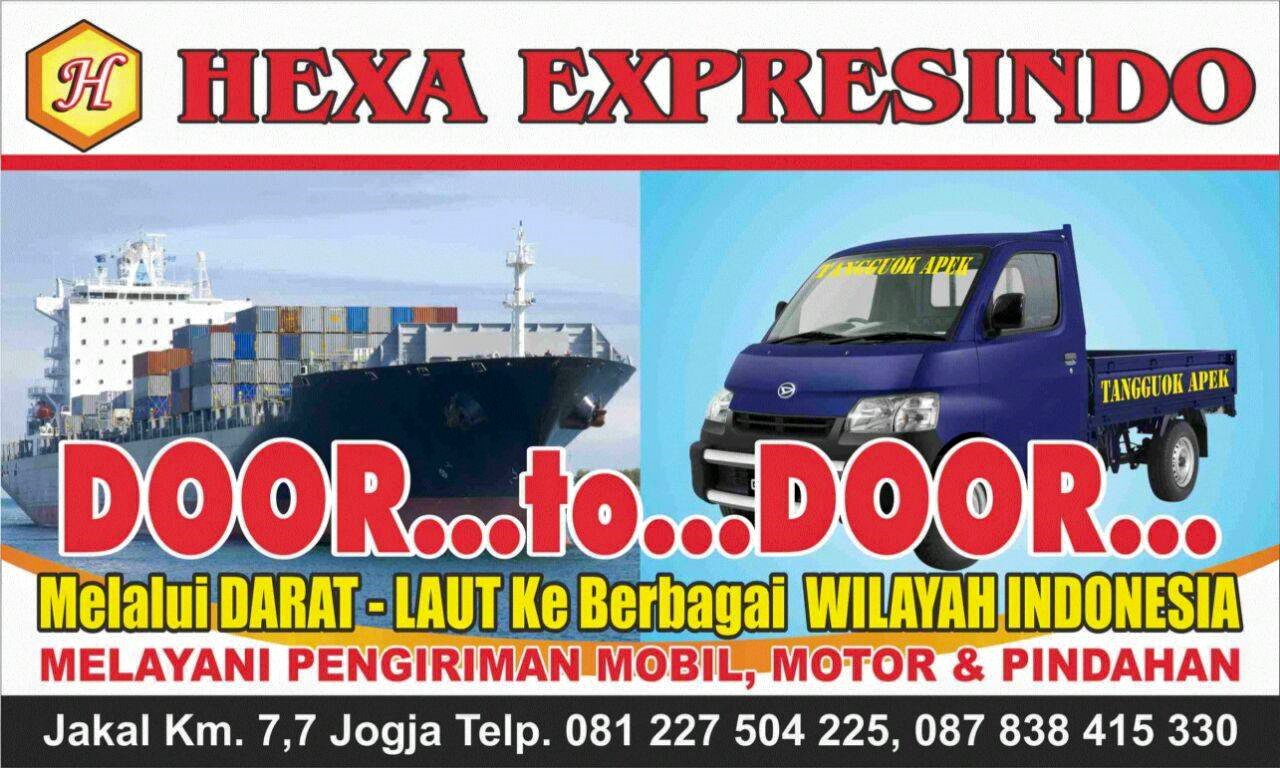 H HEXA EXPRESINDO
TANGGUOK APEK
TANGGUOK APEK
DOOR...to...DOOR...
Melalui DARAT - LAUT Ke Berbagai WILAYAH INDONESIA
MELAYANI PENGIRIMAN MOBIL, MOTOR & PINDAHAN
Jakal Km. 7,7 Jogja Telp. 081 227 504 225, 087 838 415 330